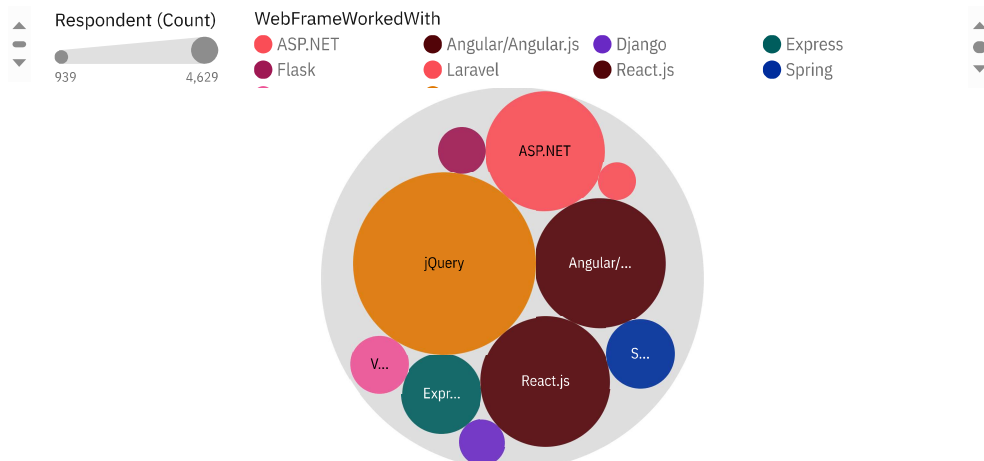 Respondent (Count)
939
4,629
WebFrameWorkedWith
ASP.NET
Angular/Angular.js
Django
Express
Flask
Laravel
React.js
Spring
ASP.NET
jQuery
Angular/...
S...
V...
React.js
Expr...